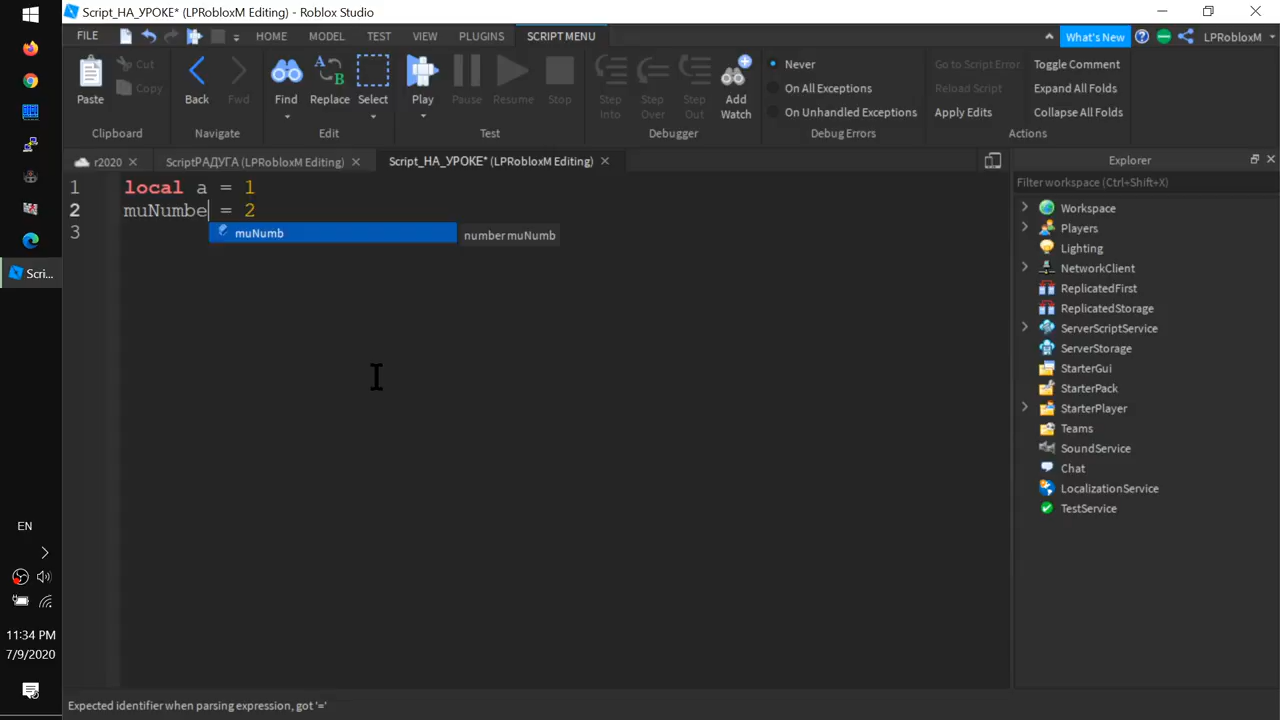 Script_НА_УРОКЕ* (LPRobloxM Editing) - Roblox Studio
FILE HOME MODEL TEST VIEW PLUGINS SCRIPT MENU What's New LPRobloxM
Paste Cut Copy Back Fwd Find Replace Select Play Pause Resume Stop Step Into Step Over Step Out Add Watch
Never Go to Script Error Toggle Comment
On All Exceptions Reload Script Expand All Folds
On Unhandled Exceptions Apply Edits Collapse All Folds
Clipboard Navigate Edit Test Debugger Debug Errors Actions
r2020 ScriptРАДУГА (LPRobloxM Editing) Script_НА_УРОКЕ* (LPRobloxM Editing)
1 local a = 1
2 muNumbe = 2
3
muNumb number muNumb
Explorer
Filter workspace (Ctrl+Shift+X)
Workspace
Players
Lighting
NetworkClient
ReplicatedFirst
ReplicatedStorage
ServerScriptService
ServerStorage
StarterGui
StarterPack
StarterPlayer
Teams
SoundService
Chat
LocalizationService
TestService
Scri...
EN
11:34 PM
7/9/2020
Expected identifier when parsing expression, got '='